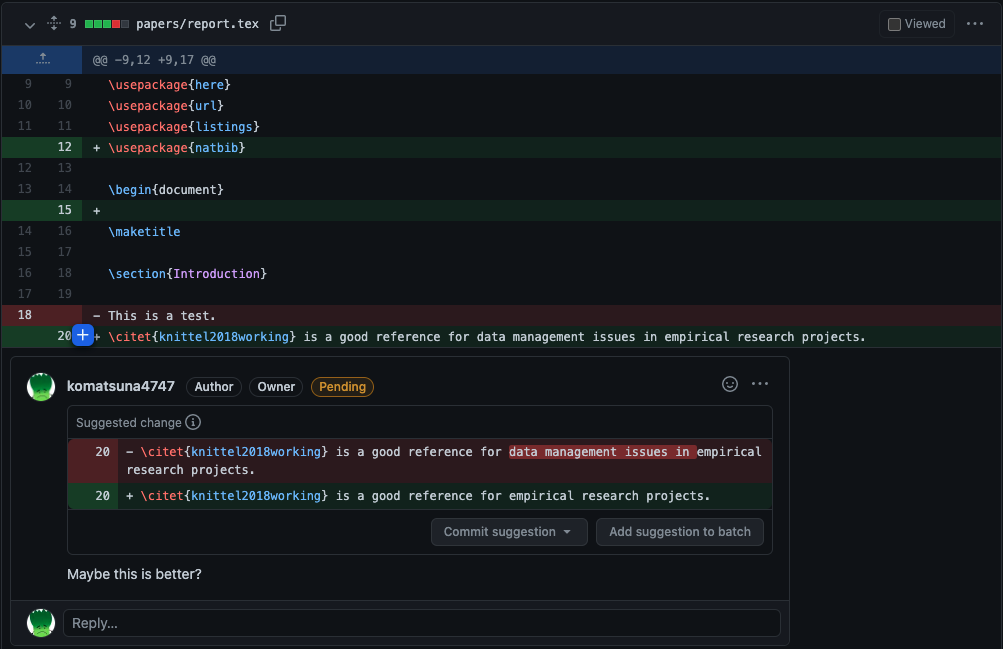 9 papers/report.tex Viewed
@@ -9,12 +9,17 @@
9 9 \usepackage{here}
10 10 \usepackage{url}
11 11 \usepackage{listings}
12 + \usepackage{natbib}
12 13
13 14 \begin{document}
15 +
14 16 \maketitle
15 17
16 18 \section{Introduction}
17 19
18 - This is a test.
20 + \citet{knittel2018working} is a good reference for data management issues in empirical research projects.
komatsuna4747 Author Owner Pending
Suggested change
20 - \citet{knittel2018working} is a good reference for data management issues in empirical
research projects.
20 + \citet{knittel2018working} is a good reference for empirical research projects.
Commit suggestion Add suggestion to batch
Maybe this is better?
Reply...